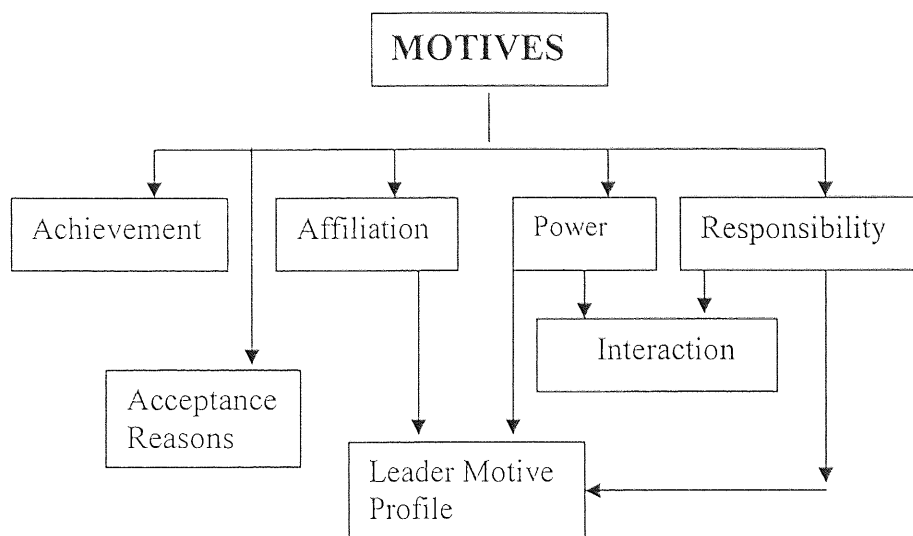 MOTIVES
Achievement
Affiliation
Power
Responsibility
Interaction
Acceptance
Reasons
Leader Motive
Profile